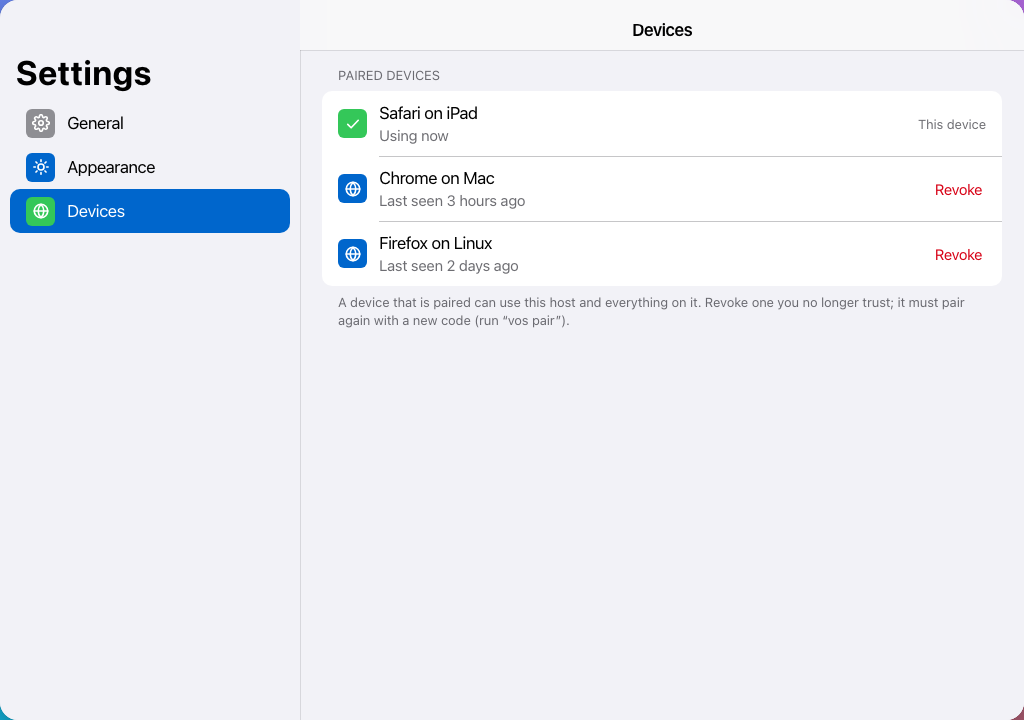 Devices
Settings
General
Appearance
Devices
PAIRED DEVICES
Safari on iPad
Using now
This device
Chrome on Mac
Last seen 3 hours ago
Revoke
Firefox on Linux
Last seen 2 days ago
Revoke
A device that is paired can use this host and everything on it. Revoke one you no longer trust; it must pair
again with a new code (run “vos pair”).